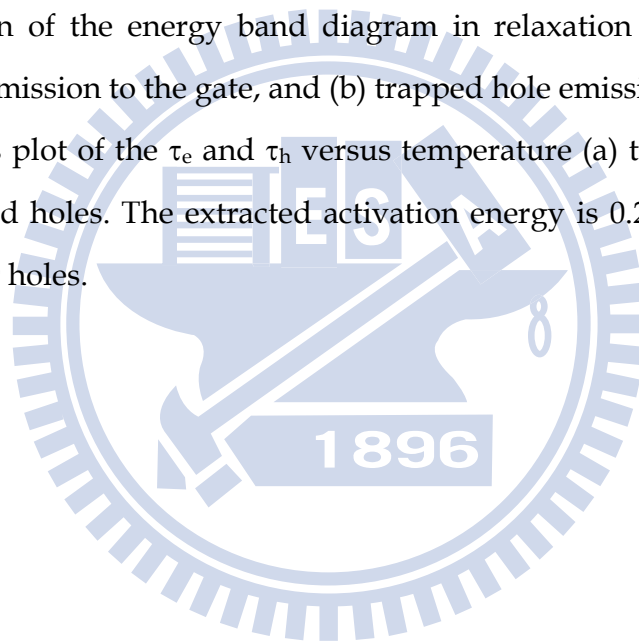 n of the energy band diagram in relaxation
mission to the gate, and (b) trapped hole emissi
plot of the τe and τh versus temperature (a) t
d holes. The extracted activation energy is 0.2
holes.
E S A
1896